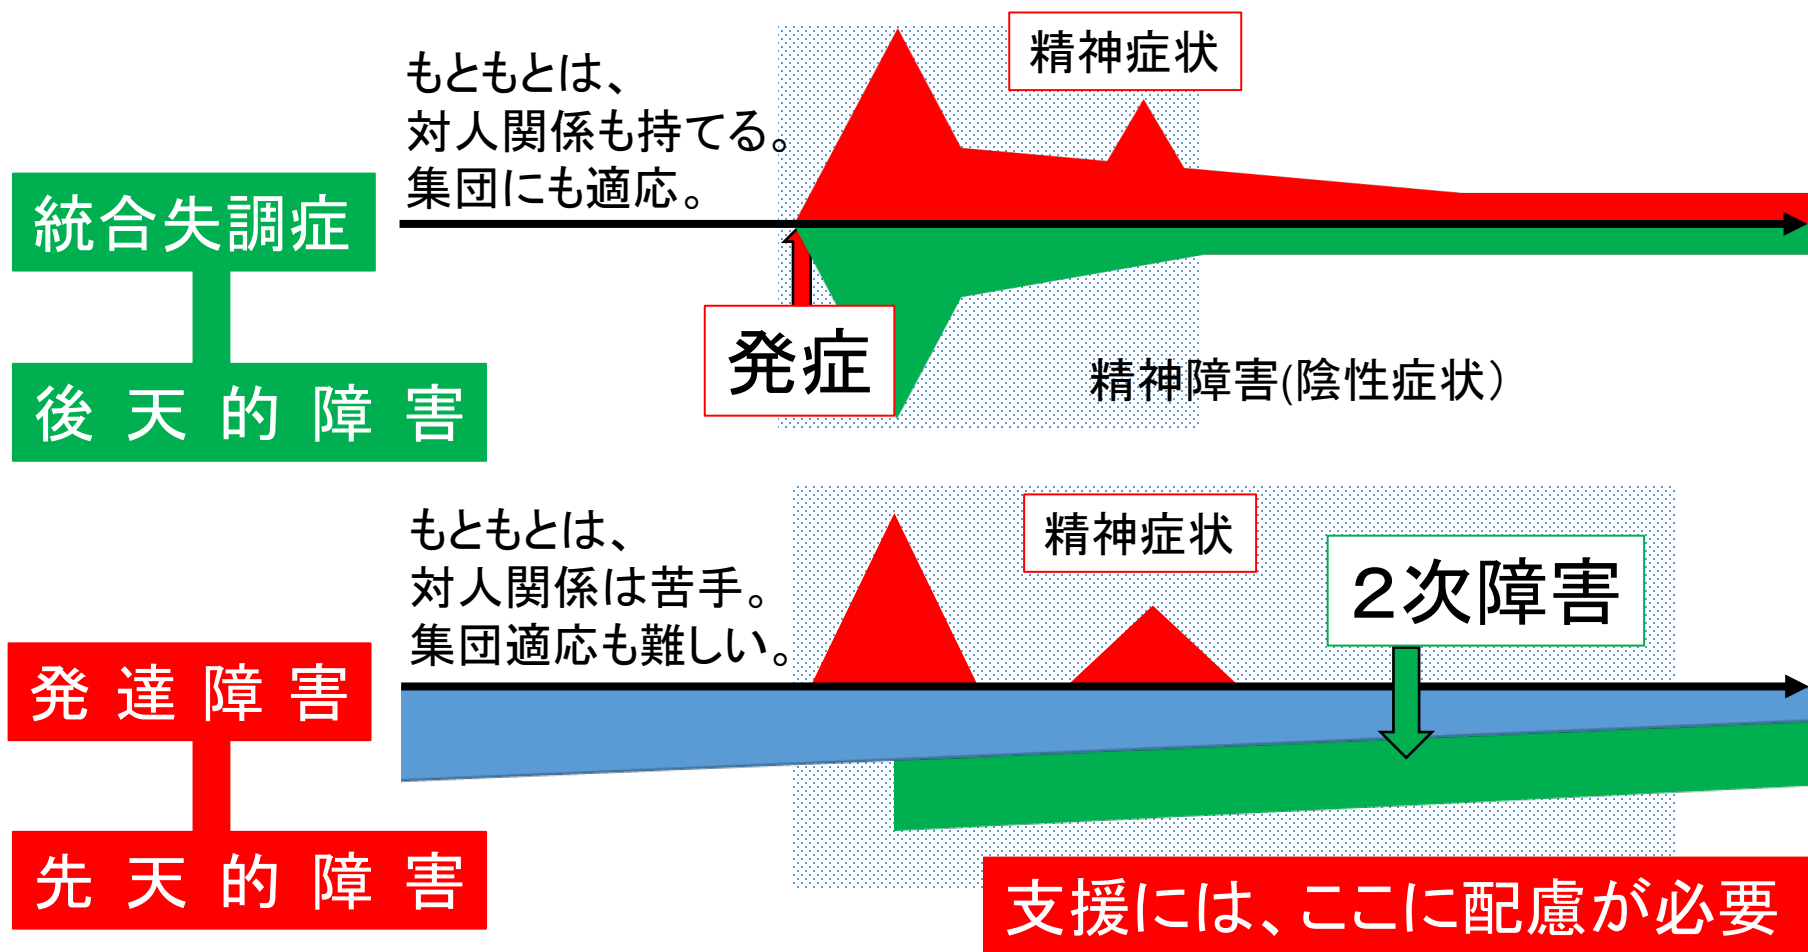 精神症状
もともとは、
対人関係も持てる。
集団にも適応。
統合失調症
発症
精神障害(陰性症状）
後天的障害
もともとは、
対人関係は苦手。
集団適応も難しい。
精神症状
２次障害
発達障害
先天的障害
支援には、ここに配慮が必要